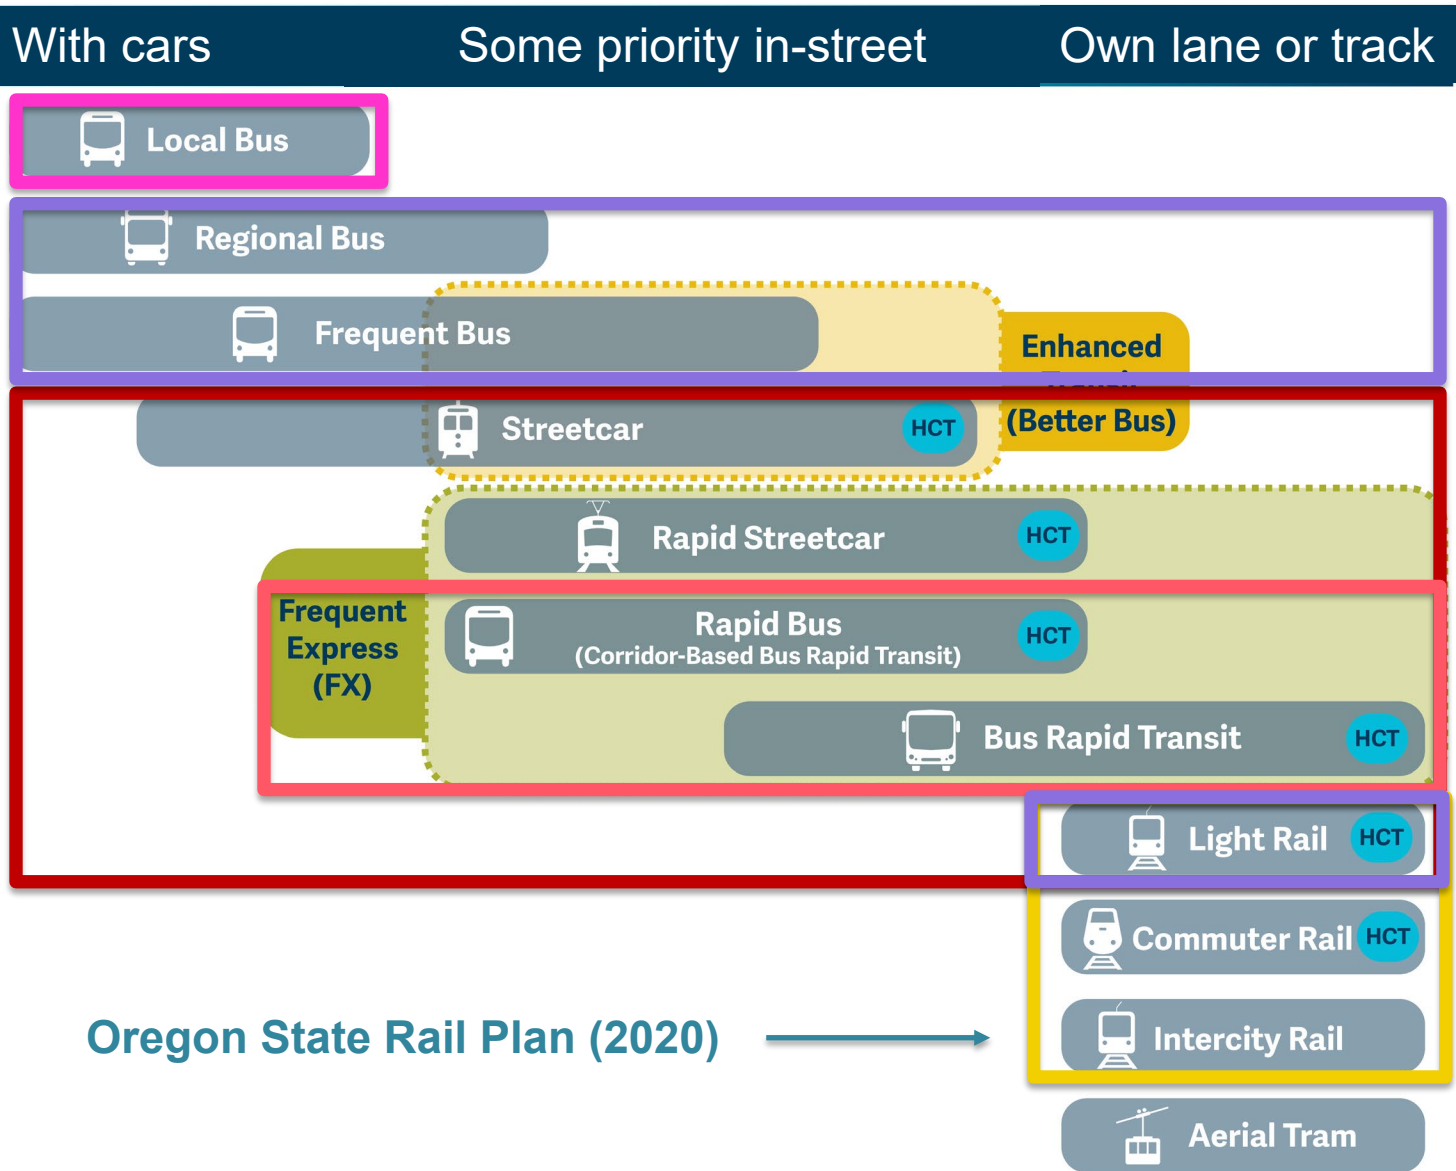 With cars
Some priority in-street
Own lane or track
Local Bus
Regional Bus
Frequent Bus
Enhanced
(Better Bus)
Streetcar
HCT
Rapid Streetcar
HCT
Frequent
Express
(FX)
Rapid Bus
(Corridor-Based Bus Rapid Transit)
HCT
Bus Rapid Transit
HCT
Light Rail
HCT
Commuter Rail
HCT
Oregon State Rail Plan (2020)
Intercity Rail
Aerial Tram